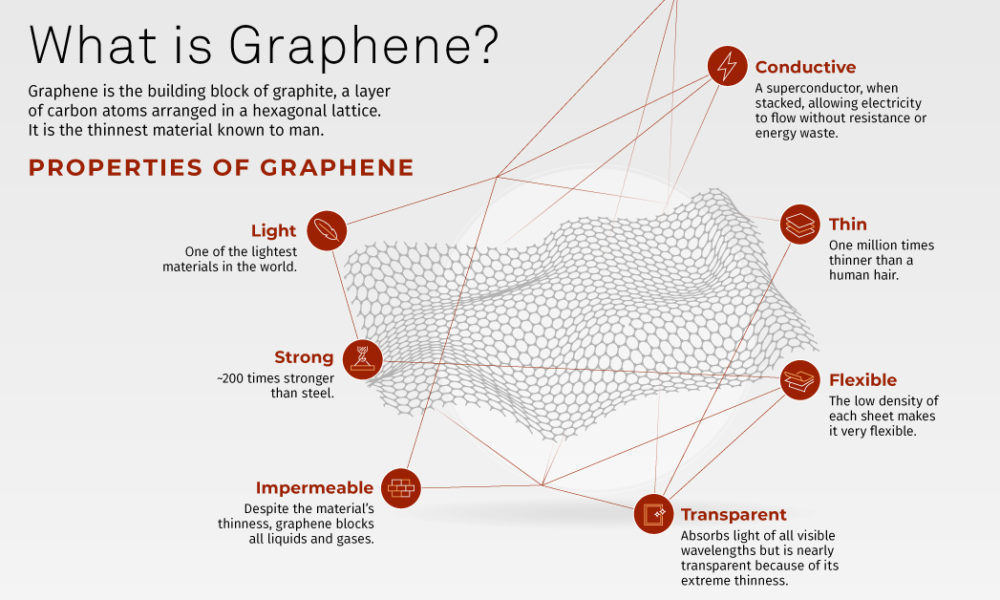 What is Graphene?
Graphene is the building block of graphite, a layer
of carbon atoms arranged in a hexagonal lattice.
It is the thinnest material known to man.
PROPERTIES OF GRAPHENE
Conductive
A superconductor, when
stacked, allowing electricity
to flow without resistance or
energy waste.
Light
One of the lightest
materials in the world.
Thin
One million times
thinner than a
human hair.
Strong
~200 times stronger
than steel.
Flexible
The low density of
each sheet makes
it very flexible.
Impermeable
Despite the material's
thinness, graphene blocks
all liquids and gases.
Transparent
Absorbs light of all visible
wavelengths but is nearly
transparent because of its
extreme thinness.